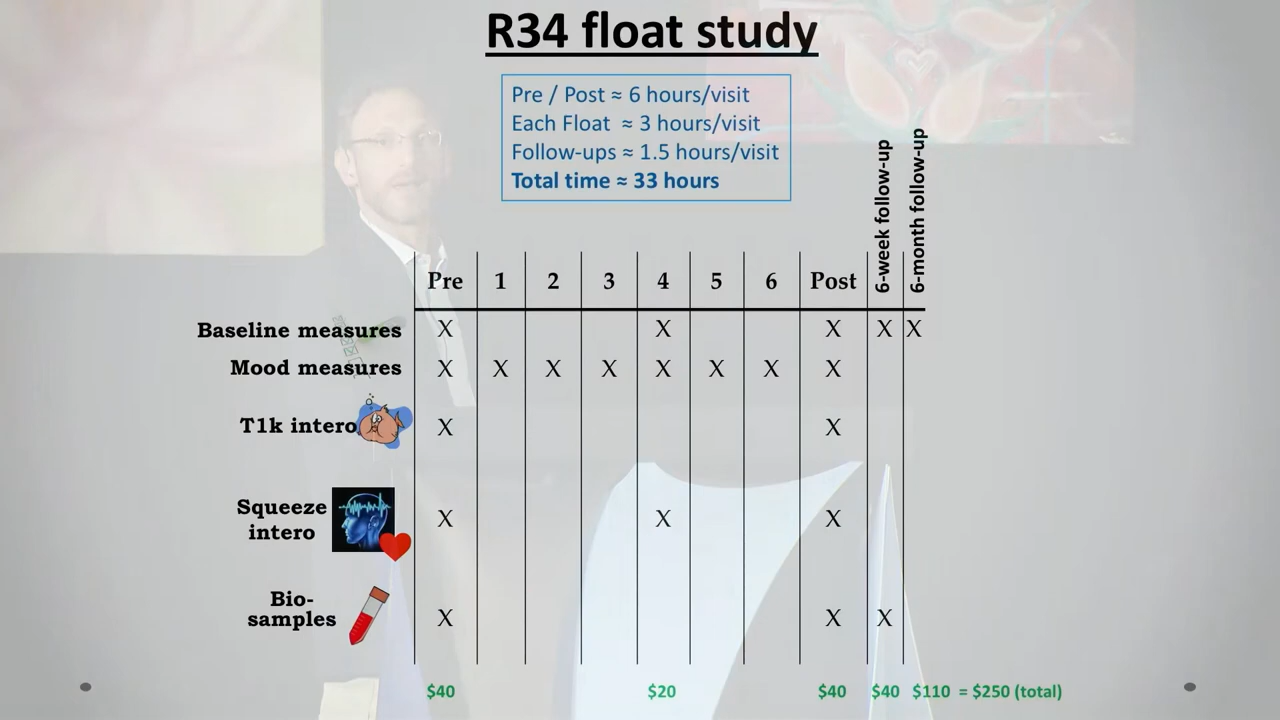 R34 float study
Pre / Post ≈ 6 hours/visit
Each Float ≈ 3 hours/visit
Follow-ups ≈ 1.5 hours/visit
Total time ≈ 33 hours
6-week follow-up
6-month follow-up
Pre 1 2 3 4 5 6 Post
Baseline measures X X X X X
Mood measures X X X X X X X X
T1k intero X X
Squeeze
intero X X X
Bio-
samples X X X
$40 $20 $40 $40 $110 = $250 (total)